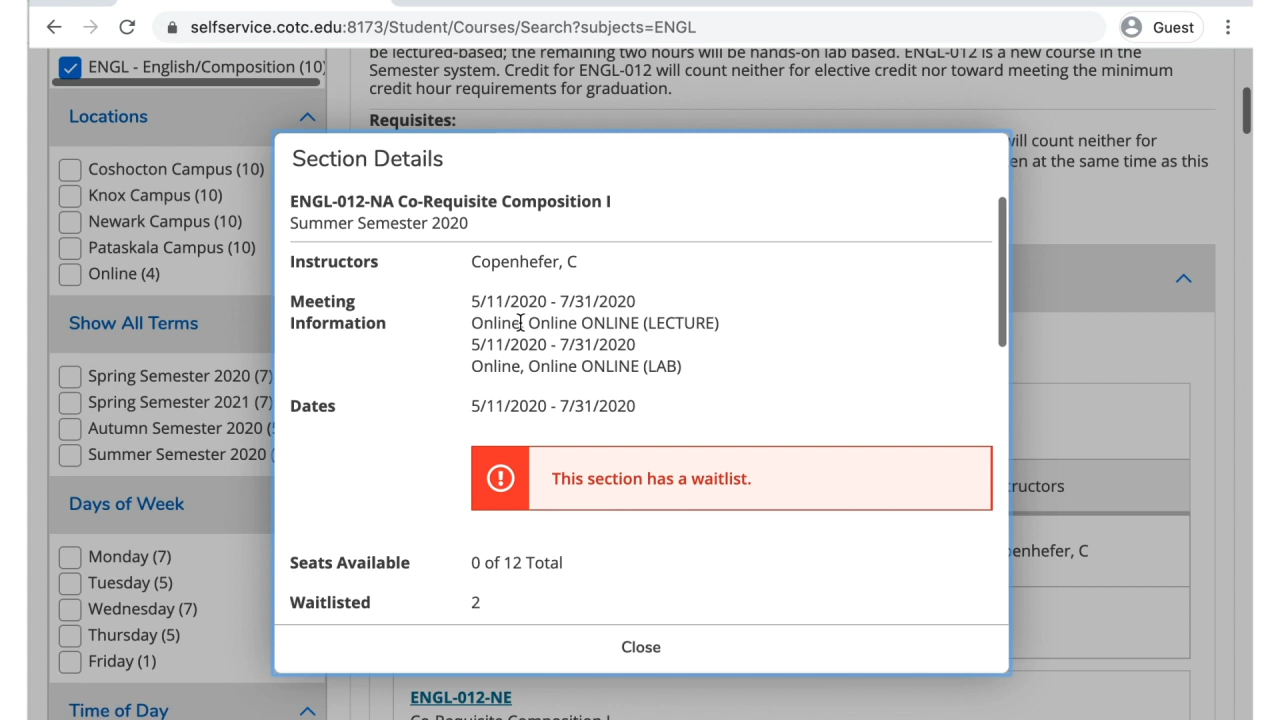 selfservice.cotc.edu:8173/Student/Courses/Search?subjects=ENGL
Guest
ENGL - English/Composition (10)
Locations
Coshocton Campus (10)
Knox Campus (10)
Newark Campus (10)
Pataskala Campus (10)
Online (4)
Show All Terms
Spring Semester 2020 (7)
Spring Semester 2021 (7)
Autumn Semester 2020
Summer Semester 2020
Days of Week
Monday (7)
Tuesday (5)
Wednesday (7)
Thursday (5)
Friday (1)
Time of Day
be lectured-based; the remaining two hours will be hands-on lab based. ENGL-012 is a new course in the
Semester system. Credit for ENGL-012 will count neither for elective credit nor toward meeting the minimum
credit hour requirements for graduation.
Requisites:
will count neither for
en at the same time as this
Section Details
ENGL-012-NA Co-Requisite Composition I
Summer Semester 2020
Instructors
Copenhefer, C
Meeting Information
5/11/2020 - 7/31/2020
Online, Online ONLINE (LECTURE)
5/11/2020 - 7/31/2020
Online, Online ONLINE (LAB)
Dates
5/11/2020 - 7/31/2020
This section has a waitlist.
Seats Available
0 of 12 Total
Waitlisted
2
Close
tructors
penhefer, C
ENGL-012-NE
Co-Requisite Composition I